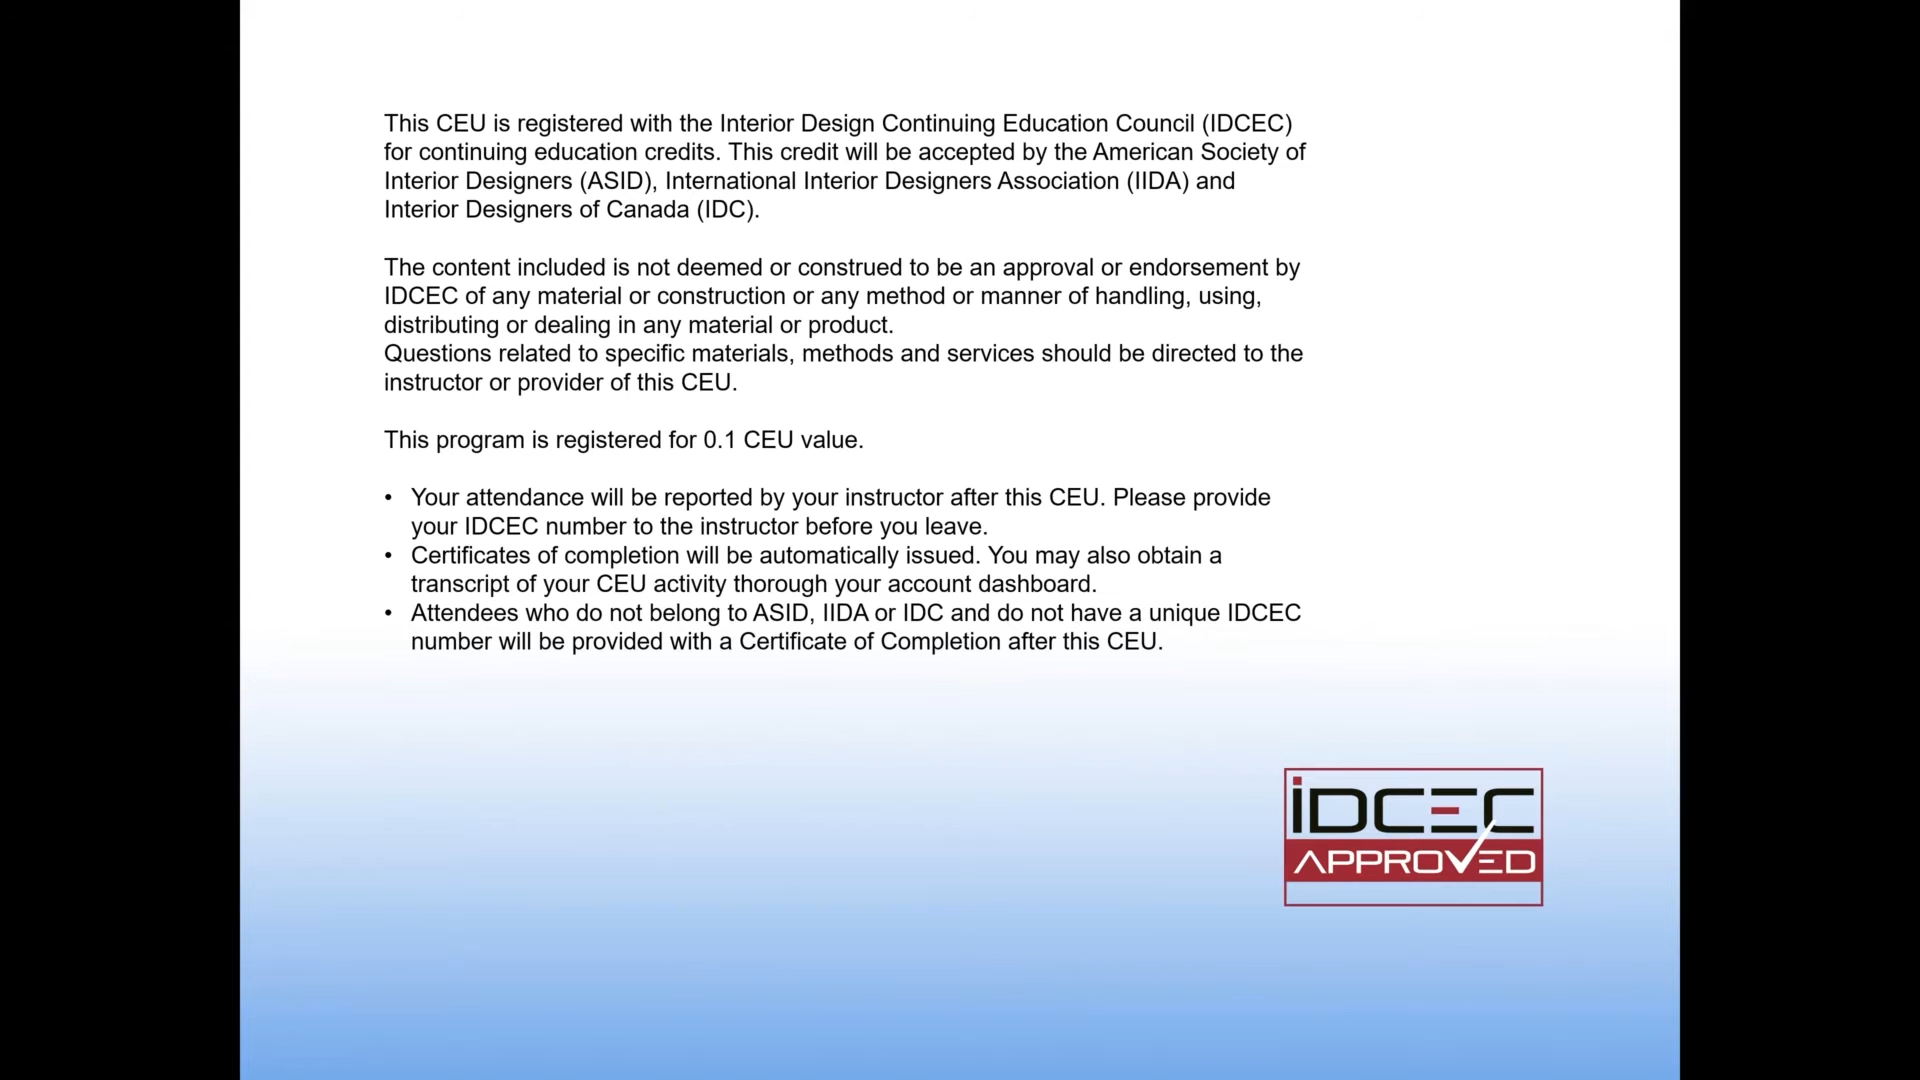 This CEU is registered with the Interior Design Continuing Education Council (IDCEC)
for continuing education credits. This credit will be accepted by the American Society of
Interior Designers (ASID), International Interior Designers Association (IIDA) and
Interior Designers of Canada (IDC).
The content included is not deemed or construed to be an approval or endorsement by
IDCEC of any material or construction or any method or manner of handling, using,
distributing or dealing in any material or product.
Questions related to specific materials, methods and services should be directed to the
instructor or provider of this CEU.
This program is registered for 0.1 CEU value.
• Your attendance will be reported by your instructor after this CEU. Please provide
your IDCEC number to the instructor before you leave.
• Certificates of completion will be automatically issued. You may also obtain a
transcript of your CEU activity thorough your account dashboard.
• Attendees who do not belong to ASID, IIDA or IDC and do not have a unique IDCEC
number will be provided with a Certificate of Completion after this CEU.
iDCEC
APPROVED